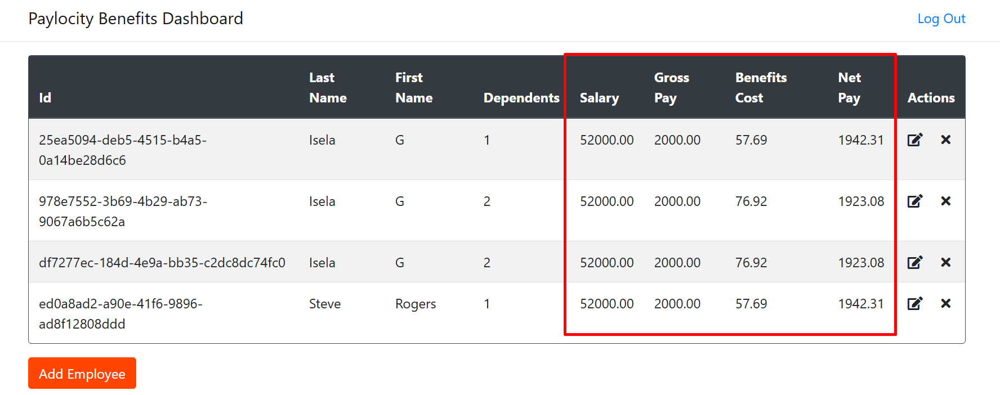 Paylocity Benefits Dashboard
Log Out
Id
Last Name
First Name
Dependents
Salary
Gross Pay
Benefits Cost
Net Pay
Actions
25ea5094-deb5-4515-b4a5-
0a14be28d6c6
Isela
G
1
52000.00
2000.00
57.69
1942.31
978e7552-3b69-4b29-ab73-
9067a6b5c62a
Isela
G
2
52000.00
2000.00
76.92
1923.08
df7277ec-184d-4e9a-bb35-c2dc8dc74fc0
Isela
G
2
52000.00
2000.00
76.92
1923.08
ed0a8ad2-a90e-41f6-9896-
ad8f12808ddd
Steve
Rogers
1
52000.00
2000.00
57.69
1942.31
Add Employee